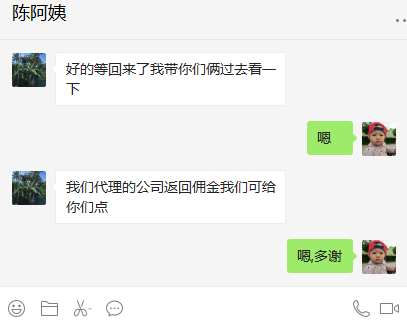 陈阿姨
好的等回来了我带你们俩过去看一
下
嗯
我们代理的公司返回佣金我们可给
你们点
嗯,多谢